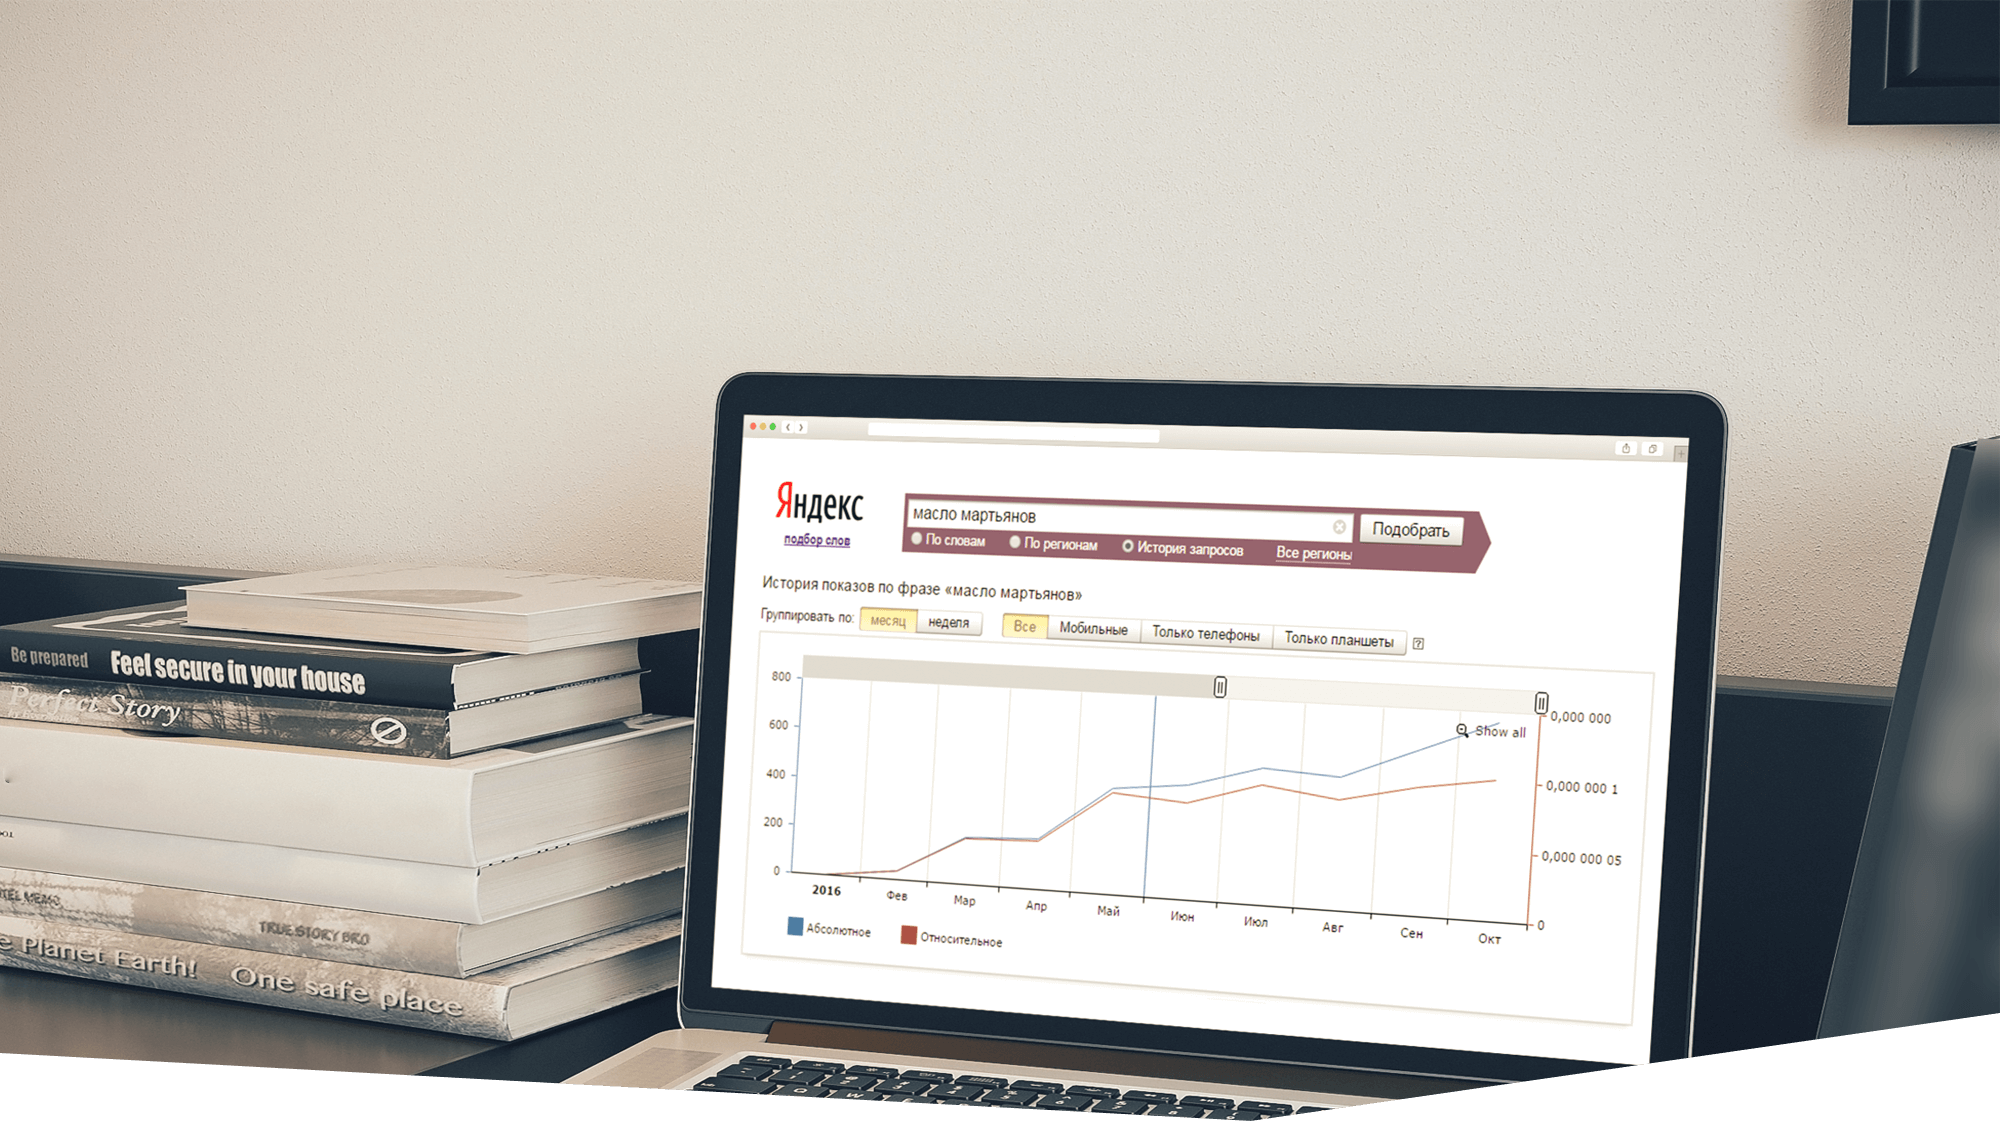 Яндекс
подбор слов
масло мартьянов
Подобрать
По словам По регионам История запросов Все регионы
История показов по фразе «масло мартьянов»
Группировать по: месяц неделя Все Мобильные Только телефоны Только планшеты ?
800
600
400
200
0
Show all
0,000 000
0,000 000 1
0,000 000 05
0
2016 Фев Мар Апр Май Июн Июл Авг Сен Окт
Абсолютное Относительное
Be prepared Feel secure in your house
Perfect Story
TRUE STORY BRO
Planet Earth! One safe place